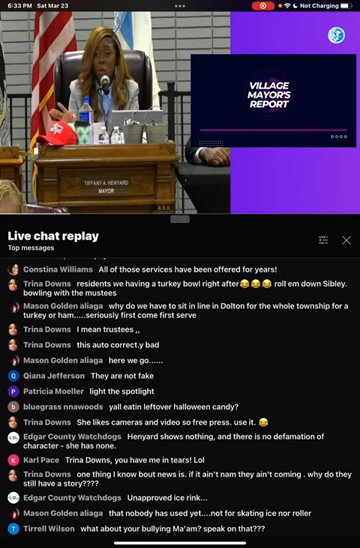 6:33 PM Sat Mar 23
Not Charging
VILLAGE
MAYOR'S
REPORT
TIFFANY A. HENYARD
MAYOR
Live chat replay
Top messages
Constina Williams All of those services have been offered for years!
Trina Downs residents we having a turkey bowl right after😂😂😂 roll em down Sibley.
bowling with the mustees
Mason Golden aliaga why do we have to sit in line in Dolton for the whole township for a
turkey or ham.....seriously first come first serve
Trina Downs I mean trustees ,,
Trina Downs this auto correct.y bad
Mason Golden aliaga here we go......
Q Qiana Jefferson They are not fake
P Patricia Moeller light the spotlight
b bluegrass nnawoods yall eatin leftover halloween candy?
Trina Downs She likes cameras and video so free press. use it. 😂
Edgar County Watchdogs Henyard shows nothing, and there is no defamation of
character - she has none.
K Karl Pace Trina Downs, you have me in tears! Lol
Trina Downs one thing I know bout news is. if it ain't nam they ain't coming . why do they
still have a story????
Edgar County Watchdogs Unapproved ice rink...
Mason Golden aliaga that nobody has used yet....not for skating ice nor roller
T Tirrell Wilson what about your bullying Ma'am? speak on that???